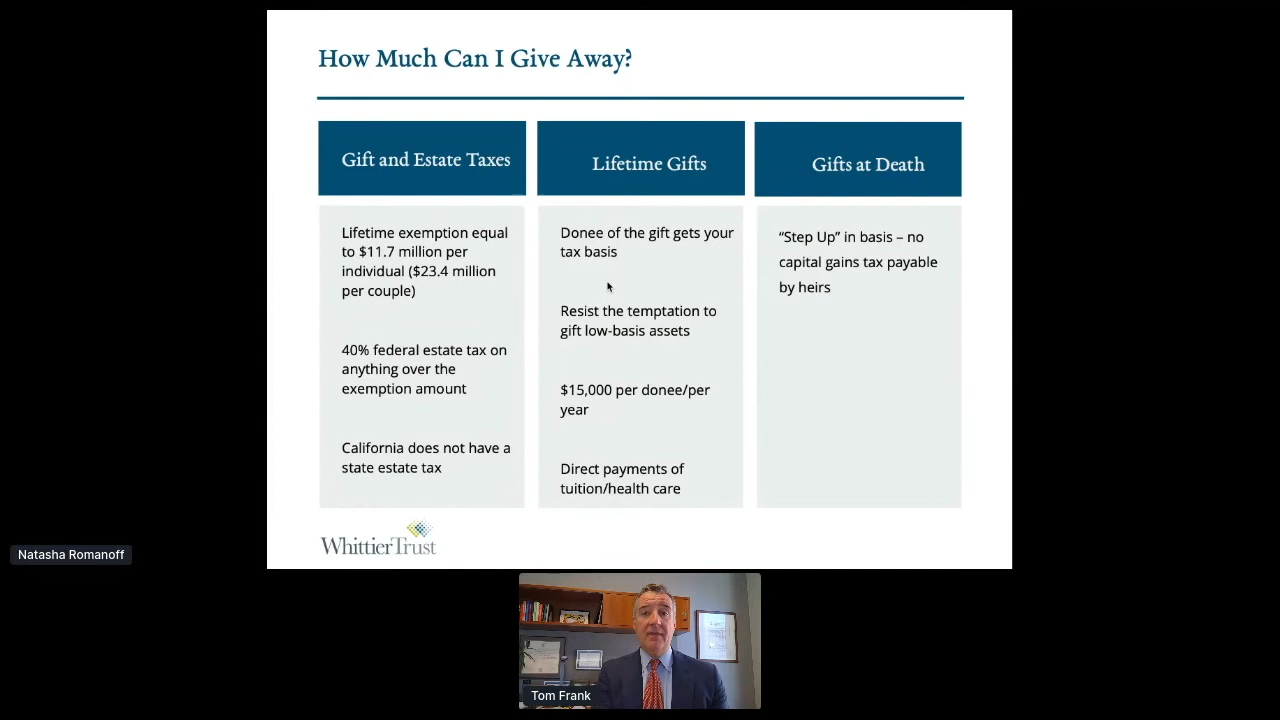 How Much Can I Give Away?
Gift and Estate Taxes
Lifetime exemption equal
to $11.7 million per
individual ($23.4 million
per couple)
40% federal estate tax on
anything over the
exemption amount
California does not have a
state estate tax
Lifetime Gifts
Donee of the gift gets your
tax basis
Resist the temptation to
gift low-basis assets
$15,000 per donee/per
year
Direct payments of
tuition/health care
Gifts at Death
“Step Up” in basis – no
capital gains tax payable
by heirs
WhittierTrust
Natasha Romanoff
Tom Frank